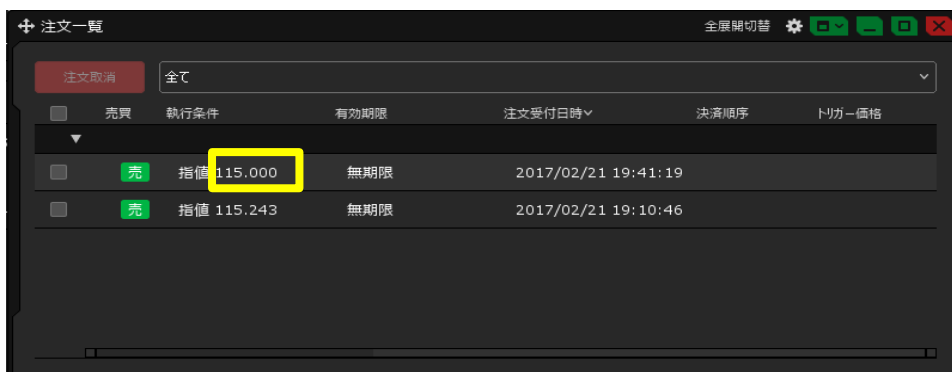 注文一覧 全展開切替
注文取消 全て
売買 執行条件 有効期限 注文受付日時 決済順序 トリガー価格
売 指値 115.000 無期限 2017/02/21 19:41:19
売 指値 115.243 無期限 2017/02/21 19:10:46